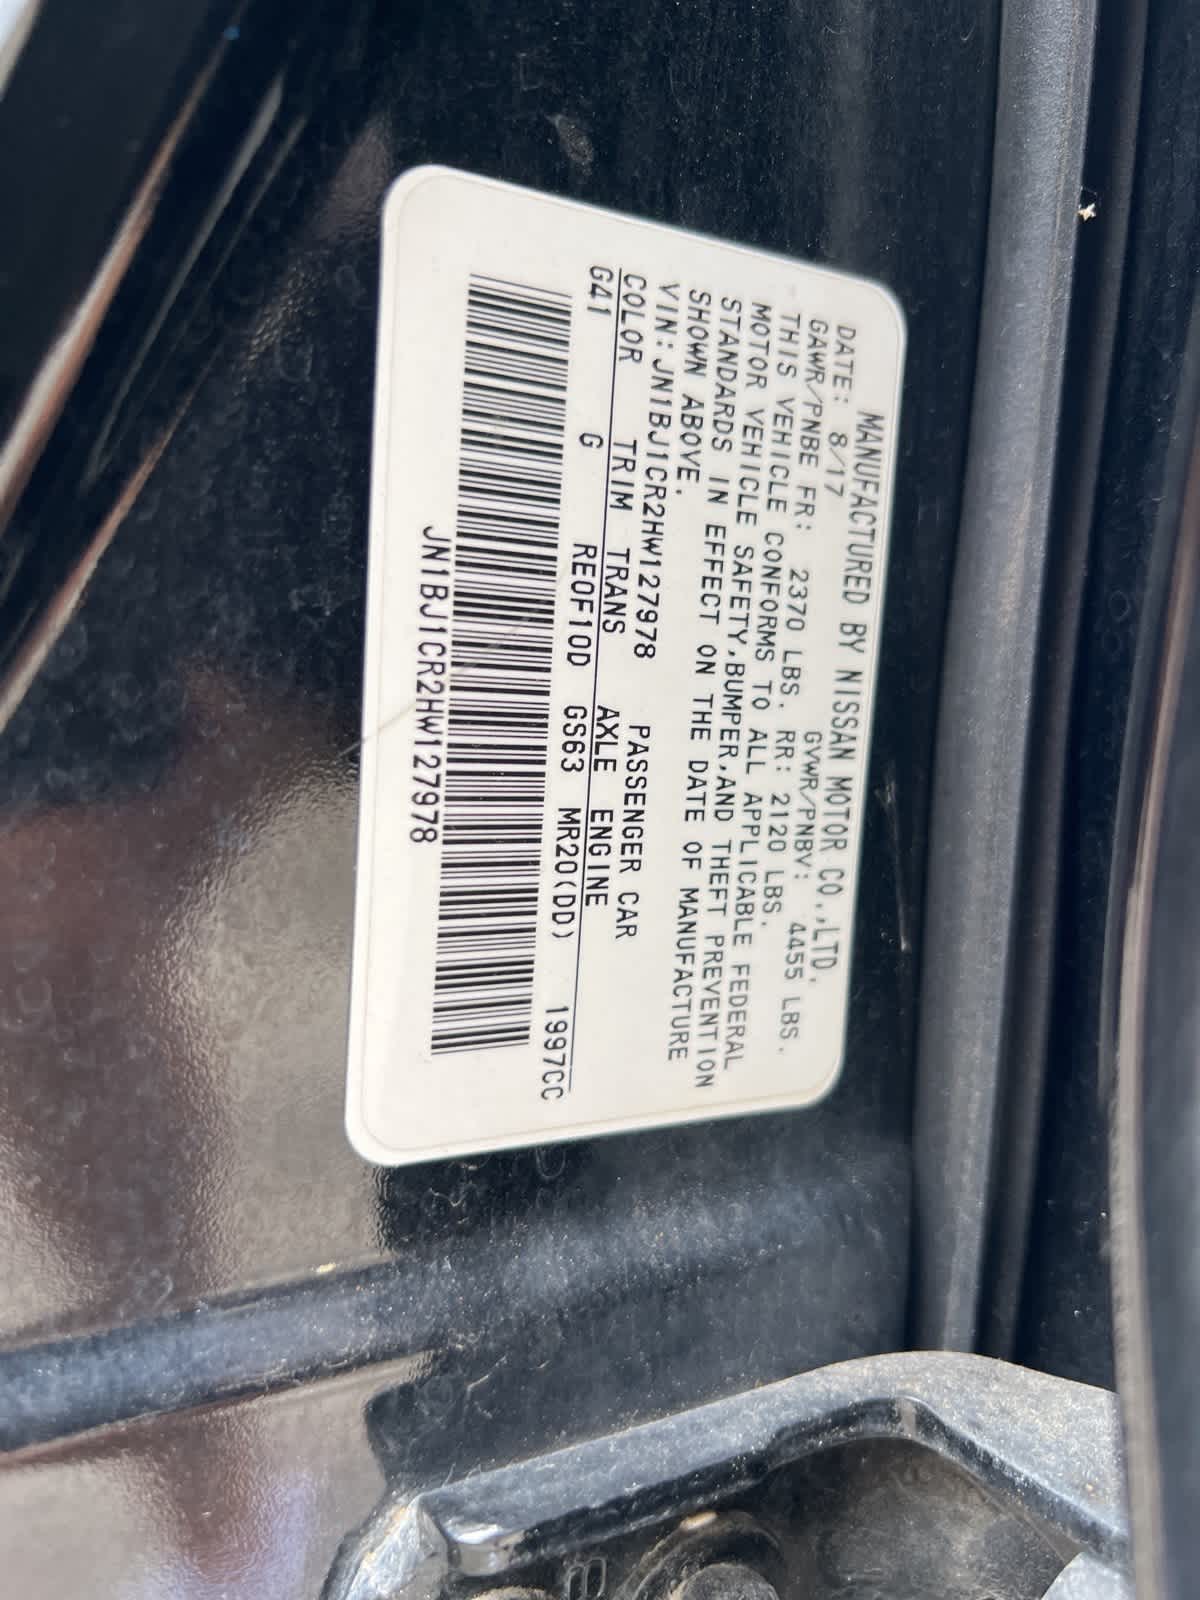 MANUFACTURED BY NISSAN MOTOR CO.,LTD.
DATE: 8/17 GVWR/PNBV: 4455 LBS.
GAWR/PNBE FR: 2370 LBS. RR: 2120 LBS.
THIS VEHICLE CONFORMS TO ALL APPLICABLE FEDERAL
MOTOR VEHICLE SAFETY,BUMPER,AND THEFT PREVENTION
STANDARDS IN EFFECT ON THE DATE OF MANUFACTURE
SHOWN ABOVE.
VIN:JN1BJ1CR2HW127978 PASSENGER CAR
COLOR TRIM TRANS AXLE ENGINE
G41 G RE0F10D GS63 MR20(DD) 1997CC
JN1BJ1CR2HW127978